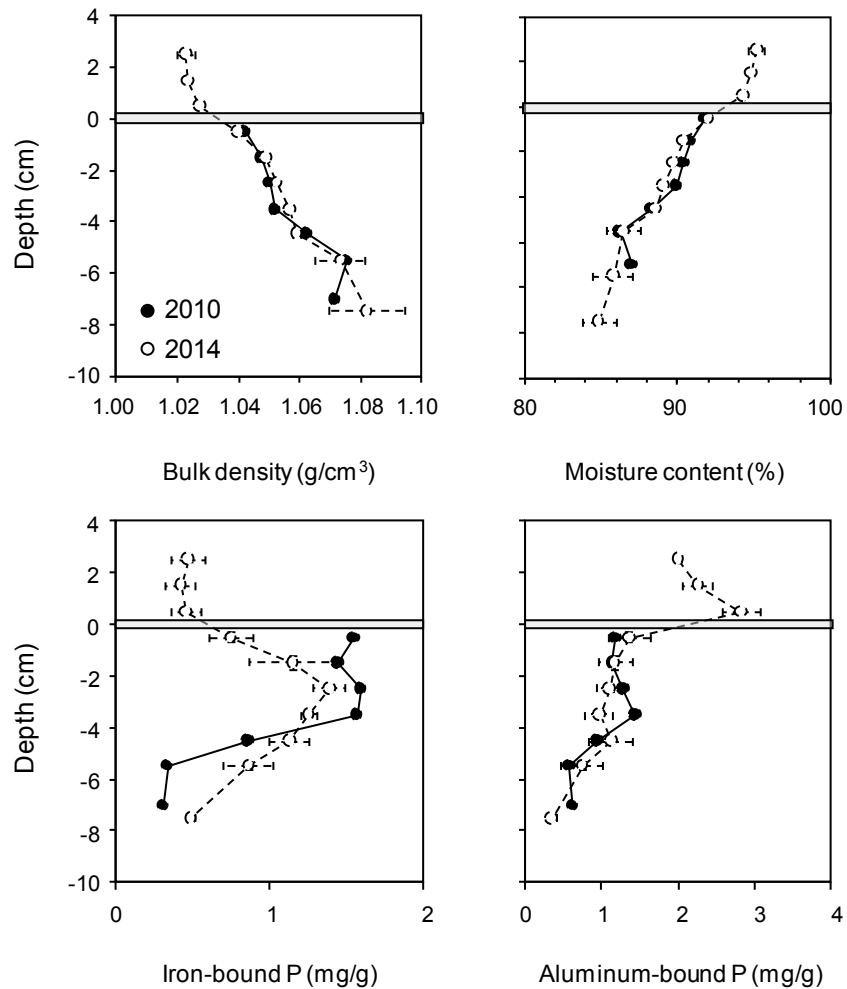 4
2
0
-2
-4
-6
-8
-10
Depth (cm)
2010
2014
1.00 1.02 1.04 1.06 1.08 1.10
80 90 100
Bulk density (g/cm³)
Moisture content (%)
4
2
0
-2
-4
-6
-8
-10
Depth (cm)
0 1 2
0 1 2 3 4
Iron-bound P (mg/g)
Aluminum-bound P (mg/g)